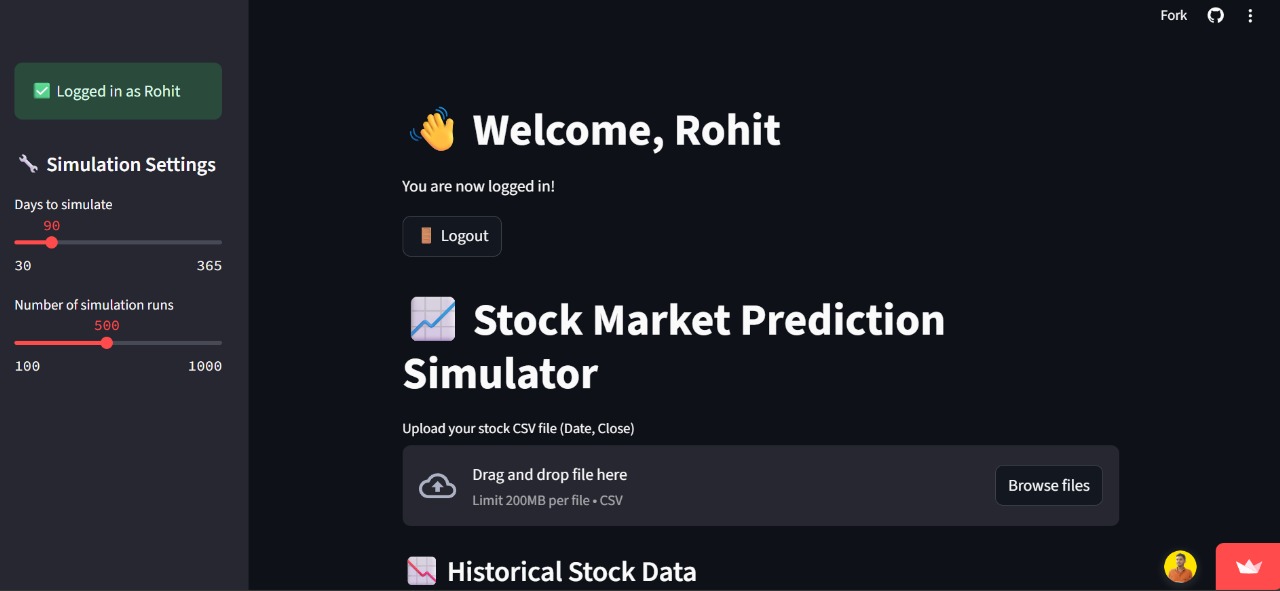 Fork
✅ Logged in as Rohit
🔧 Simulation Settings
Days to simulate
90
30 365
Number of simulation runs
500
100 1000
👋 Welcome, Rohit
You are now logged in!
🚪 Logout
📈 Stock Market Prediction
Simulator
Upload your stock CSV file (Date, Close)
Drag and drop file here
Limit 200MB per file • CSV
Browse files
📉 Historical Stock Data